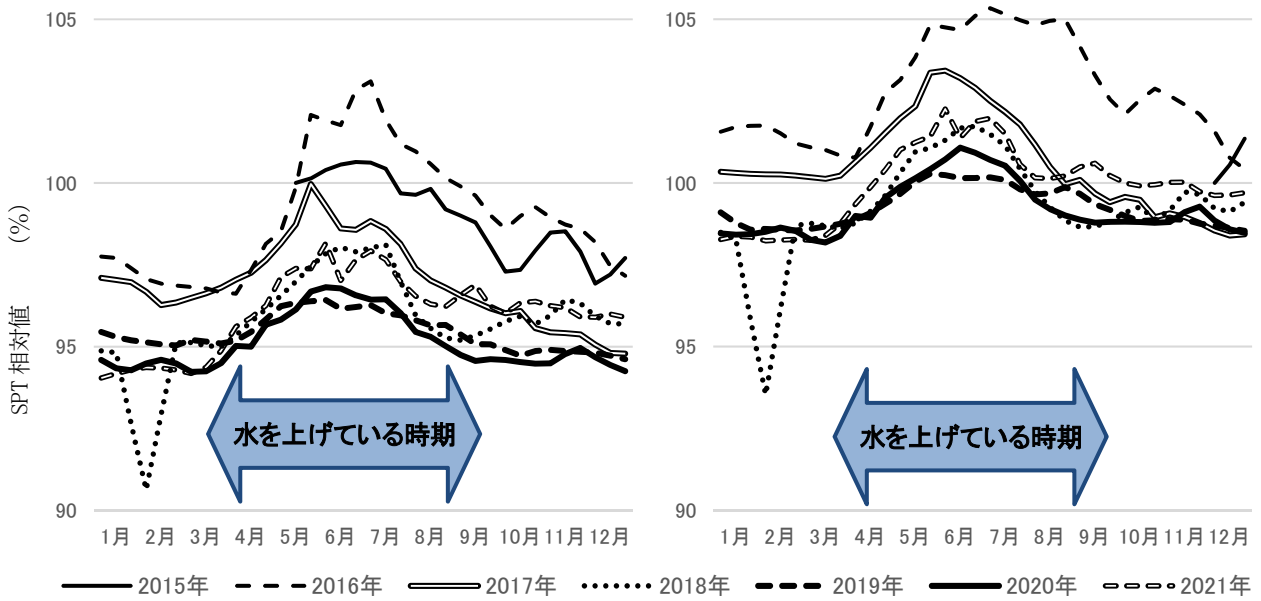 105
100
95
90
SPT 相対値 (%)
水を上げている時期
1月 2月 3月 4月 5月 6月 7月 8月 9月 10月 11月 12月
105
100
95
90
水を上げている時期
1月 2月 3月 4月 5月 6月 7月 8月 9月 10月 11月 12月
2015年 2016年 2017年 2018年 2019年 2020年 2021年